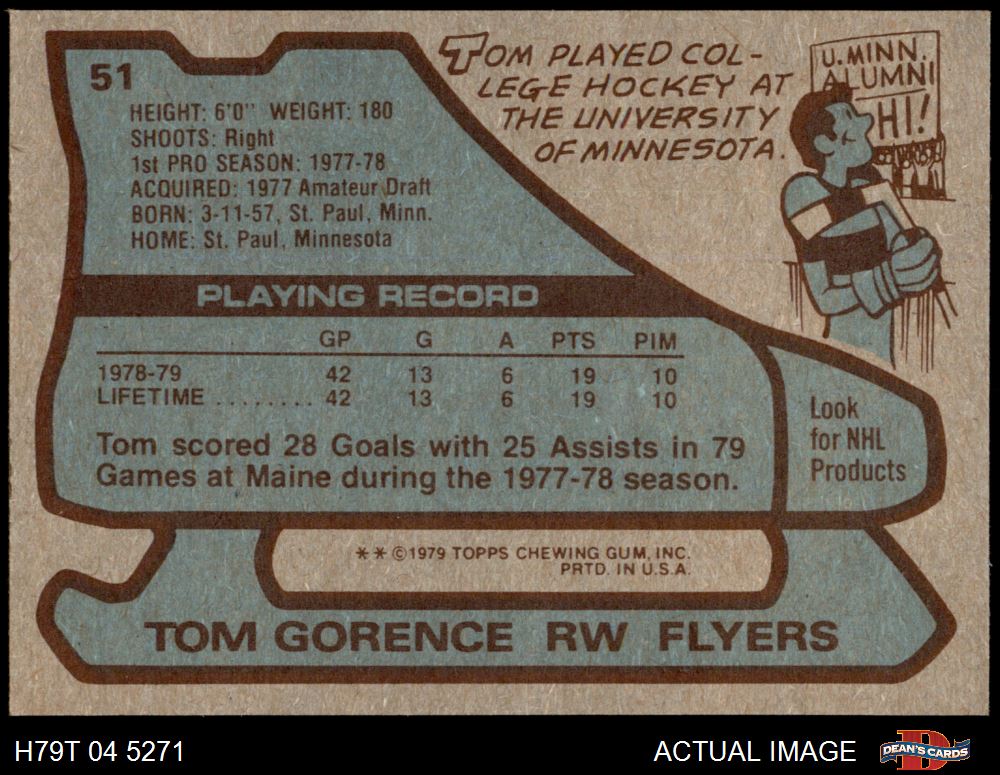 51
HEIGHT: 6'0" WEIGHT: 180
SHOOTS: Right
1st PRO SEASON: 1977-78
ACQUIRED: 1977 Amateur Draft
BORN: 3-11-57, St. Paul, Minn.
HOME: St. Paul, Minnesota
TOM PLAYED COL-
LEGE HOCKEY AT
THE UNIVERSITY
OF MINNESOTA.
U. MINN.
ALUMNI
HI!
PLAYING RECORD
GP G A PTS PIM
1978-79 42 13 6 19 10
LIFETIME ........ 42 13 6 19 10
Tom scored 28 Goals with 25 Assists in 79
Games at Maine during the 1977-78 season.
Look
for NHL
Products
** ©1979 TOPPS CHEWING GUM, INC.
PRTD. IN U.S.A.
TOM GORENCE RW FLYERS
H79T 04 5271
ACTUAL IMAGE
DEAN'S CARDS